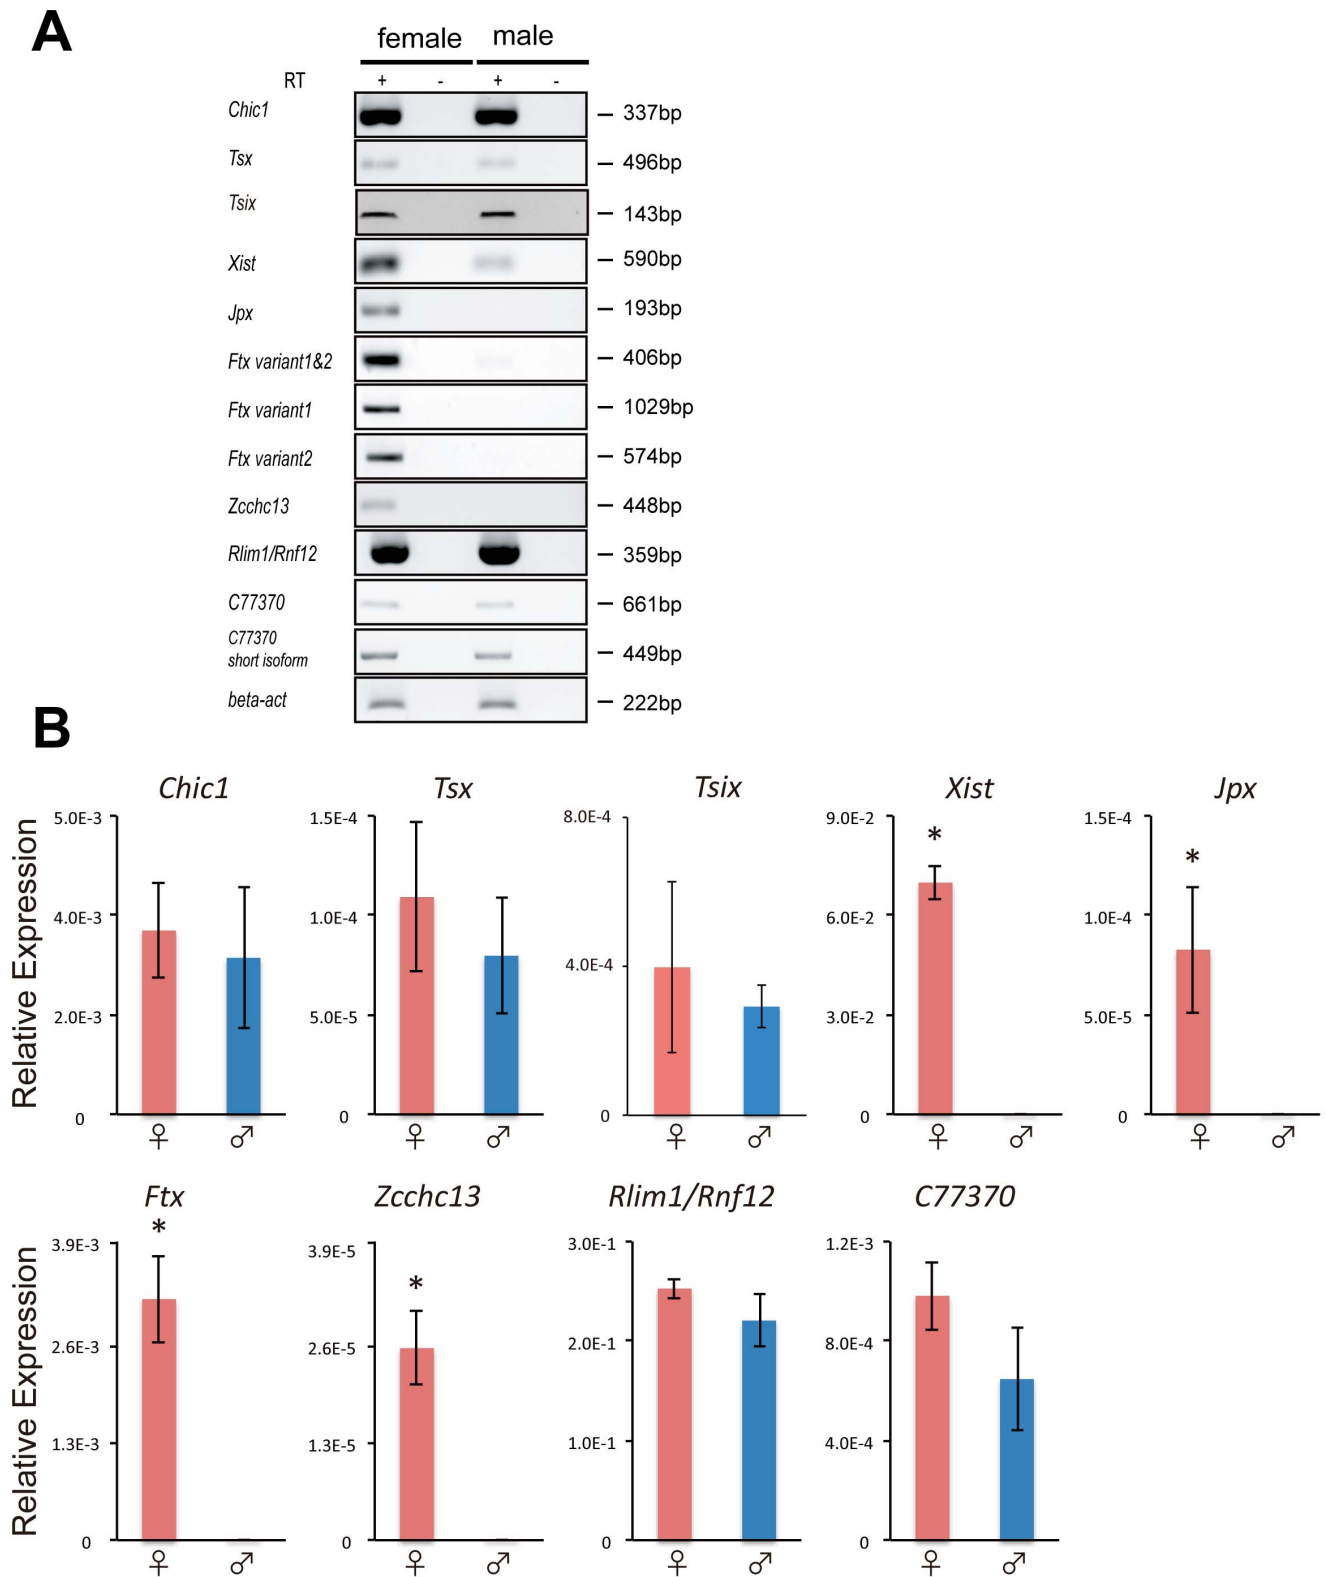 A
female male
RT + - + -
Chic1 337bp
Tsx 496bp
Tsix 143bp
Xist 590bp
Jpx 193bp
Ftx variant1&2 406bp
Ftx variant1 1029bp
Ftx variant2 574bp
Zcchc13 448bp
Rlim1/Rnf12 359bp
C77370 661bp
C77370
short isoform 449bp
beta-act 222bp
B
Relative Expression
Chic1
5.0E-3
4.0E-3
2.0E-3
0
♀ ♂
Tsx
1.5E-4
1.0E-4
5.0E-5
0
♀ ♂
Tsix
8.0E-4
4.0E-4
0
♀ ♂
Xist
9.0E-2
*
6.0E-2
3.0E-2
0
♀ ♂
Jpx
1.5E-4
*
1.0E-4
5.0E-5
0
♀ ♂
Relative Expression
Ftx
*
3.9E-3
2.6E-3
1.3E-3
0
♀ ♂
Zcchc13
3.9E-5
*
2.6E-5
1.3E-5
0
♀ ♂
Rlim1/Rnf12
3.0E-1
2.0E-1
1.0E-1
0
♀ ♂
C77370
1.2E-3
8.0E-4
4.0E-4
0
♀ ♂